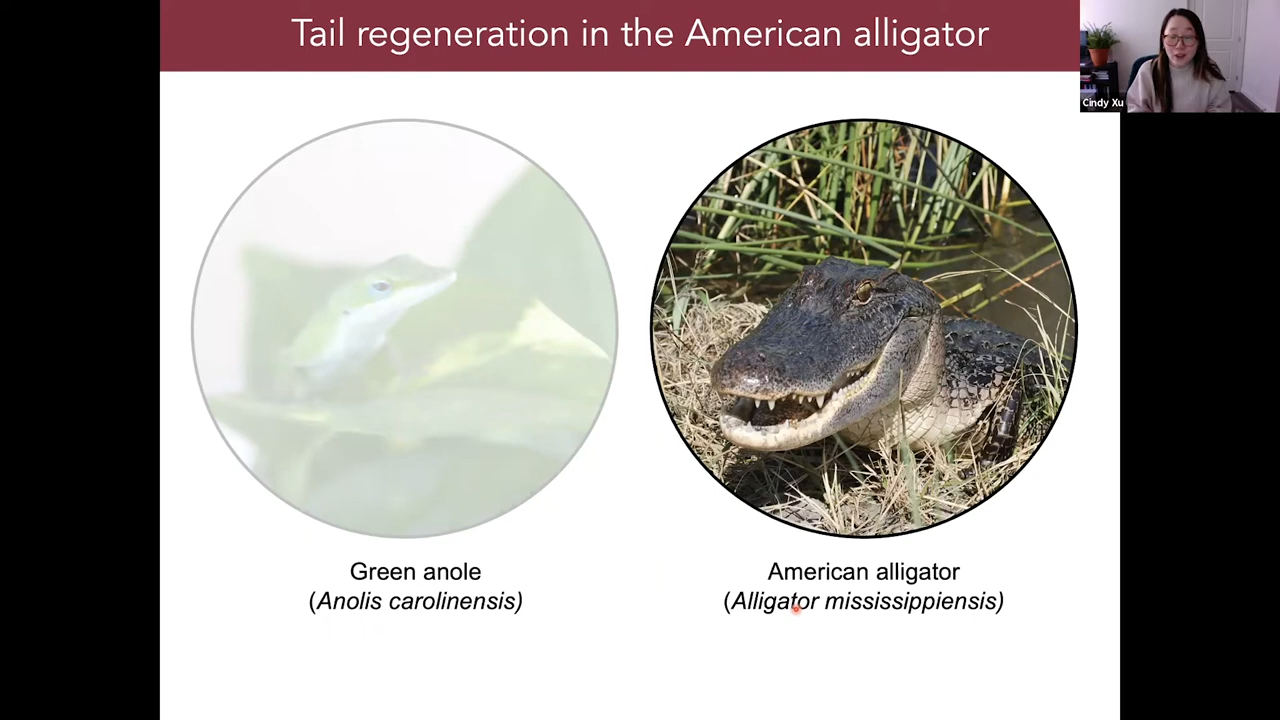 Tail regeneration in the American alligator
Cindy Xu
Green anole
(Anolis carolinensis)
American alligator
(Alligator mississippiensis)